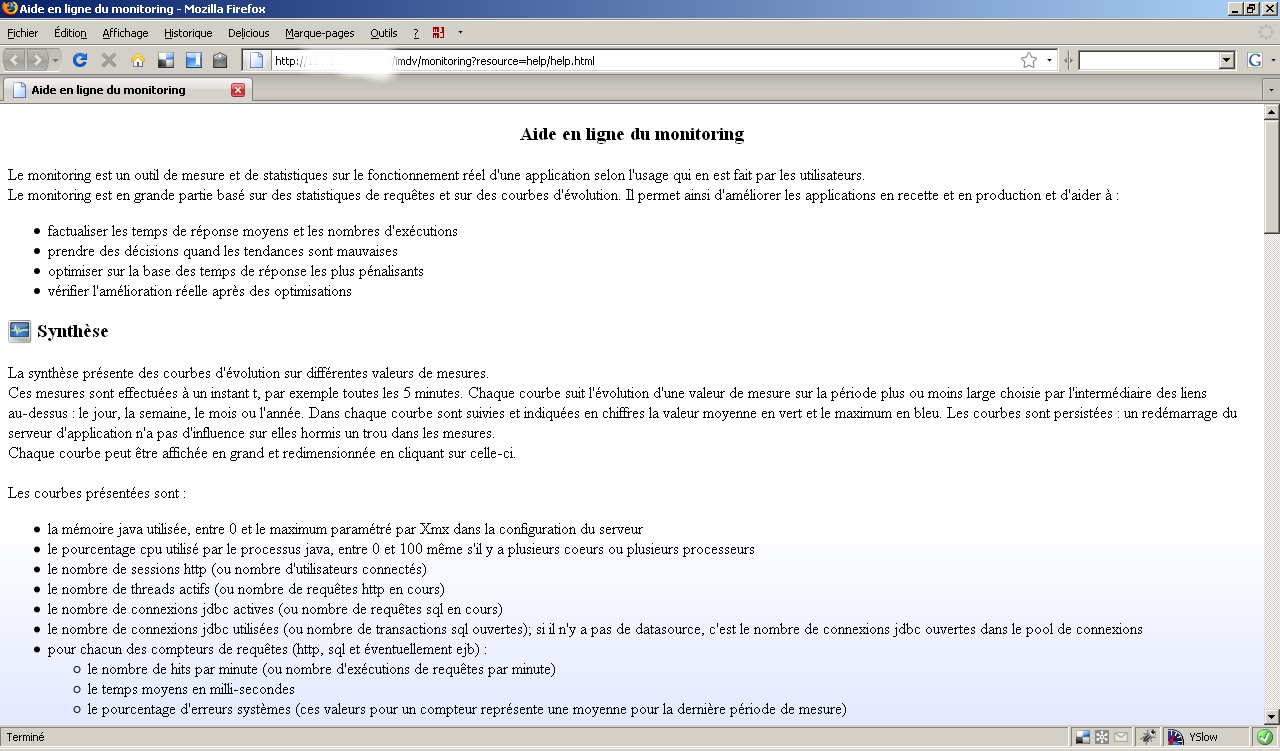 Aide en ligne du monitoring - Mozilla Firefox
Fichier Édition Affichage Historique Delicious Marque-pages Outils ?
http:// /imdv/monitoring?resource=help/help.html
G
Aide en ligne du monitoring
Aide en ligne du monitoring
Le monitoring est un outil de mesure et de statistiques sur le fonctionnement réel d'une application selon l'usage qui en est fait par les utilisateurs.
Le monitoring est en grande partie basé sur des statistiques de requêtes et sur des courbes d'évolution. Il permet ainsi d'améliorer les applications en recette et en production et d'aider à :
factualiser les temps de réponse moyens et les nombres d'exécutions
prendre des décisions quand les tendances sont mauvaises
optimiser sur la base des temps de réponse les plus pénalisants
vérifier l'amélioration réelle après des optimisations
Synthèse
La synthèse présente des courbes d'évolution sur différentes valeurs de mesures.
Ces mesures sont effectuées à un instant t, par exemple toutes les 5 minutes. Chaque courbe suit l'évolution d'une valeur de mesure sur la période plus ou moins large choisie par l'intermédiaire des liens
au-dessus : le jour, la semaine, le mois ou l'année. Dans chaque courbe sont suivies et indiquées en chiffres la valeur moyenne en vert et le maximum en bleu. Les courbes sont persistées : un redémarrage du
serveur d'application n'a pas d'influence sur elles hormis un trou dans les mesures.
Chaque courbe peut être affichée en grand et redimensionnée en cliquant sur celle-ci.
Les courbes présentées sont :
la mémoire java utilisée, entre 0 et le maximum paramétré par Xmx dans la configuration du serveur
le pourcentage cpu utilisé par le processus java, entre 0 et 100 même s'il y a plusieurs coeurs ou plusieurs processeurs
le nombre de sessions http (ou nombre d'utilisateurs connectés)
le nombre de threads actifs (ou nombre de requêtes http en cours)
le nombre de connexions jdbc actives (ou nombre de requêtes sql en cours)
le nombre de connexions jdbc utilisées (ou nombre de transactions sql ouvertes); si il n'y a pas de datasource, c'est le nombre de connexions jdbc ouvertes dans le pool de connexions
pour chacun des compteurs de requêtes (http, sql et éventuellement ejb) :
le nombre de hits par minute (ou nombre d'exécutions de requêtes par minute)
le temps moyens en milli-secondes
le pourcentage d'erreurs systèmes (ces valeurs pour un compteur représente une moyenne pour la dernière période de mesure)
Terminé YSlow